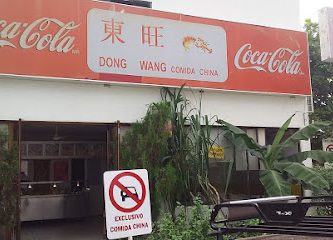 Coca-Cola
東旺
DONG WANG COMIDA CHINA
Coca-Cola
EXCLUSIVO
COMIDA CHINA